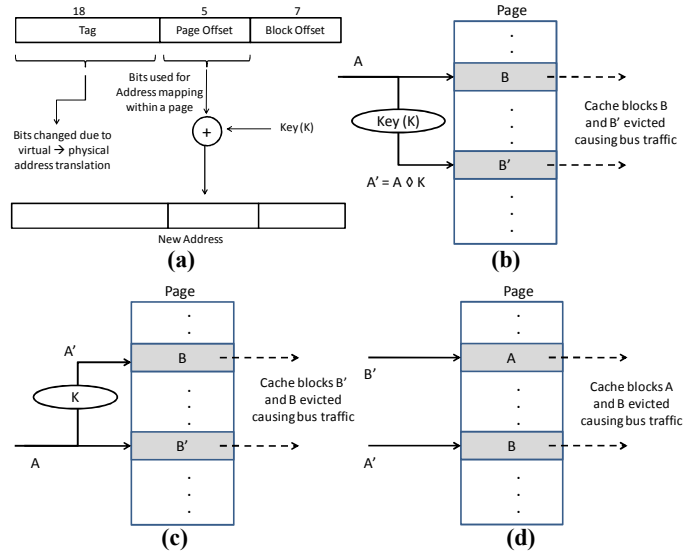 18 5 7
Tag Page Offset Block Offset
Bits used for
Address mapping
within a page
Bits changed due to
virtual → physical
address translation
+
Key (K)
New Address
(a)
Page
A
B
Key (K)
Cache blocks B
and B’ evicted
causing bus traffic
B’
A’ = A ◊ K
(b)
Page
A’
B
K
Cache blocks B’
and B evicted
causing bus traffic
B’
A
(c)
Page
A
B’
Cache blocks A
and B evicted
causing bus traffic
B
A’
(d)